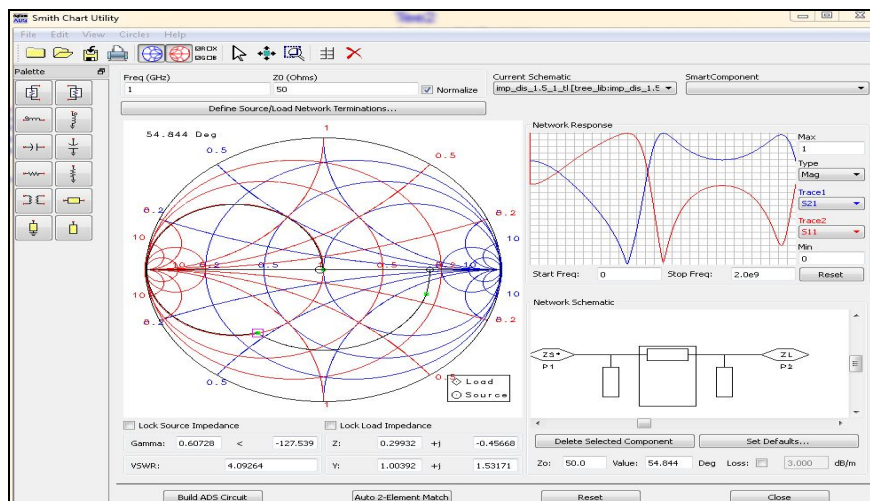 Smith Chart Utility
File Edit View Circles Help
Palette
Freq (GHz)
Z0 (Ohms)
1
50
Normalize
Current Schematic
SmartComponent
imp_dis_1.5_1_tl [tree_lib:imp_dis_1.5
Define Source/Load Network Terminations...
54.844 Deg
1
0.5
0.5
0.2
0.2
10
10
10
0.2
0.5
1
0.5
0.2
10
10
10
0.2
0.2
0.5
0.5
1
Load
Source
Network Response
Max
1
Type
Mag
Trace1
S21
Trace2
S11
Min
0
Start Freq: 0
Stop Freq: 2.0e9
Reset
Network Schematic
ZS*
P1
ZL
P2
Lock Source Impedance
Lock Load Impedance
Gamma: 0.60728 < -127.539
Z: 0.29932 +j -0.45668
VSWR: 4.09264
Y: 1.00392 +j 1.53171
Delete Selected Component
Set Defaults...
Zo: 50.0 Value: 54.844 Deg Loss: 3.000 dB/m
Build ADS Circuit
Auto 2-Element Match
Reset
Close